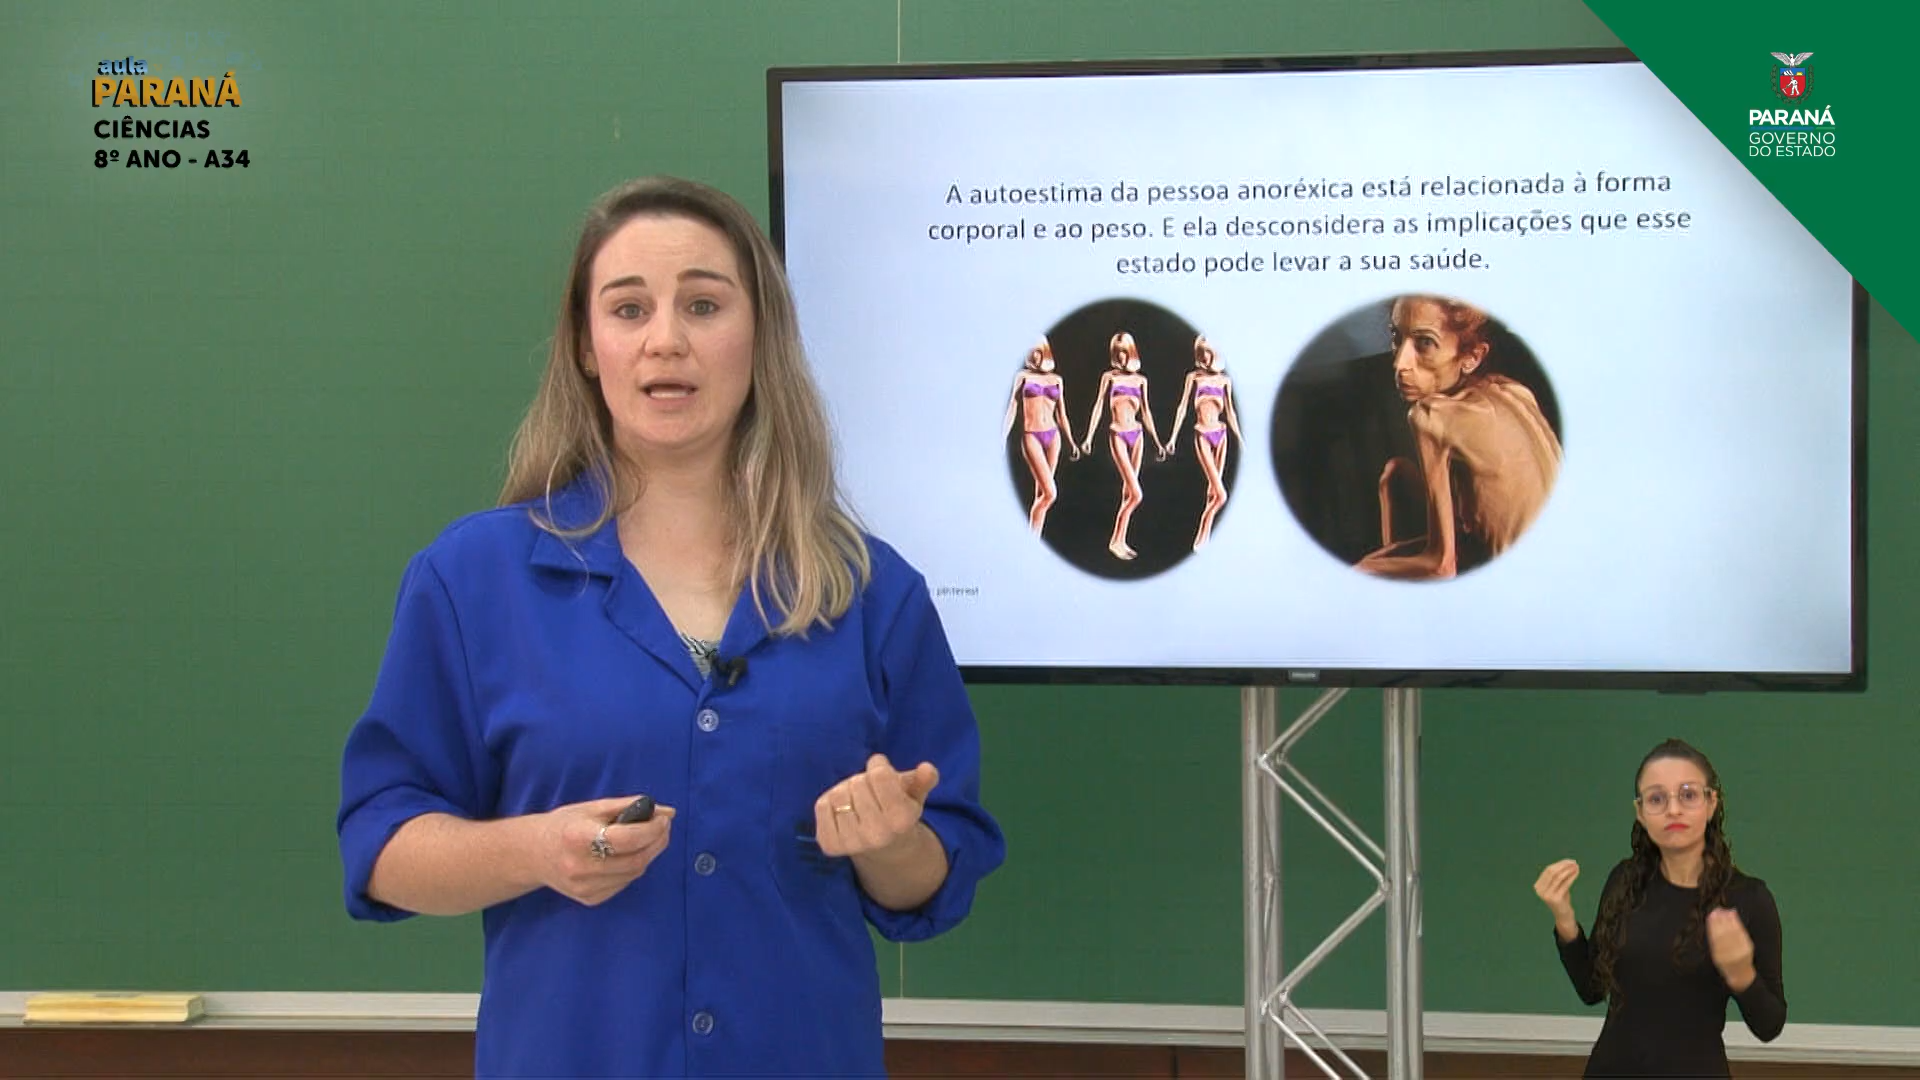 aula
PARANÁ
CIÊNCIAS
8º ANO - A34
PARANÁ
GOVERNO
DO ESTADO
A autoestima da pessoa anoréxica está relacionada à forma
corporal e ao peso. E ela desconsidera as implicações que esse
estado pode levar a sua saúde.
: pinterest